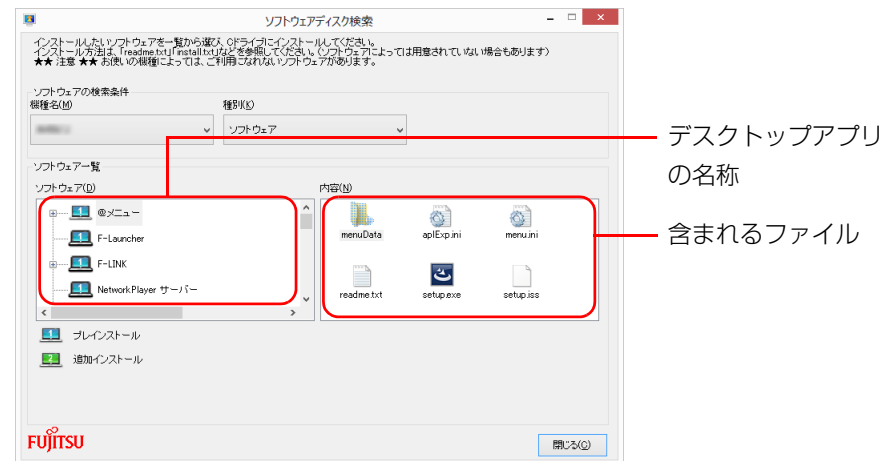 ソフトウェアディスク検索
インストールしたいソフトウェアを一覧から選び、Cドライブにインストールしてください。
インストール方法は、「readme.txt」「install.txt」などを参照してください。（ソフトウェアによっては用意されていない場合もあります）
★★ 注意 ★★ お使いの機種によっては、ご利用になれないソフトウェアがあります。
ソフトウェアの検索条件
機種名(M)
種別(K)
ソフトウェア
デスクトップアプリ
の名称
ソフトウェア一覧
ソフトウェア(D)
内容(N)
@メニュー
F-Launcher
F-LINK
NetworkPlayer サーバー
menuData
aplExp.ini
menu.ini
readme.txt
setup.exe
setup.iss
含まれるファイル
1 プレインストール
2 追加インストール
FUJITSU
閉じる(C)